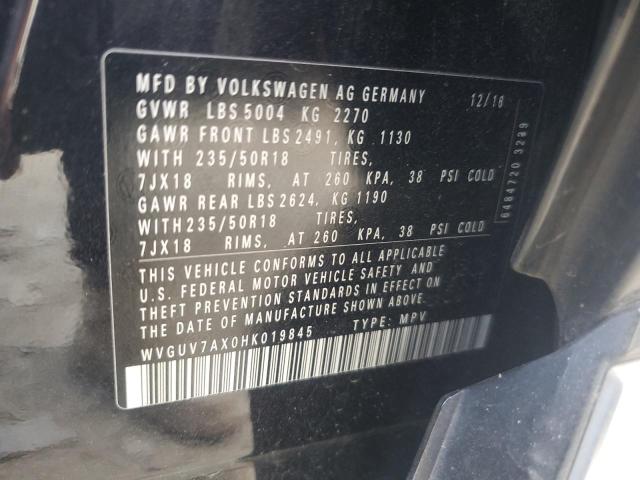 MFD BY VOLKSWAGEN AG GERMANY 12/16
GVWR LBS 5004 KG 2270
GAWR FRONT LBS 2491, KG 1130
WITH 235/50R18 TIRES,
7JX18 RIMS, AT 260 KPA, 38 PSI COLD
GAWR REAR LBS 2624, KG 1190
WITH 235/50R18 TIRES,
7JX18 RIMS, AT 260 KPA, 38 PSI COLD
THIS VEHICLE CONFORMS TO ALL APPLICABLE
U.S. FEDERAL MOTOR VEHICLE SAFETY AND
THEFT PREVENTION STANDARDS IN EFFECT ON
THE DATE OF MANUFACTURE SHOWN ABOVE.
WVGUV7AX0HK019845 TYPE: MPV
6484720 3299